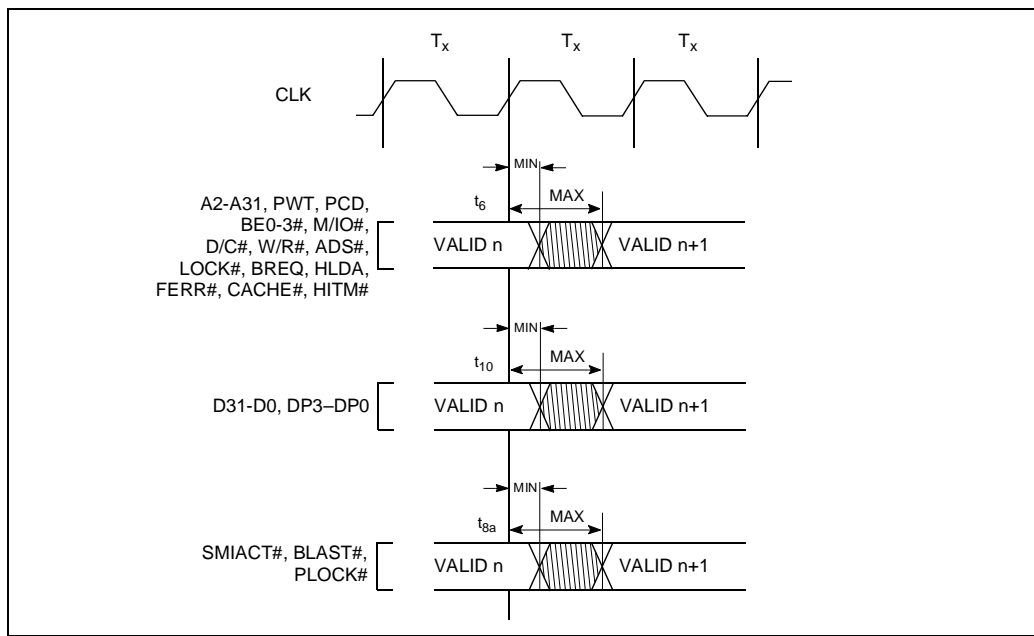 Tx Tx Tx
CLK
MIN
t6 MAX
A2-A31, PWT, PCD,
BE0-3#, M/IO#,
D/C#, W/R#, ADS#,
LOCK#, BREQ, HLDA,
FERR#, CACHE#, HITM#
VALID n VALID n+1
MIN
t10 MAX
D31-D0, DP3–DP0 VALID n VALID n+1
MIN
t8a MAX
SMIACT#, BLAST#,
PLOCK#
VALID n VALID n+1